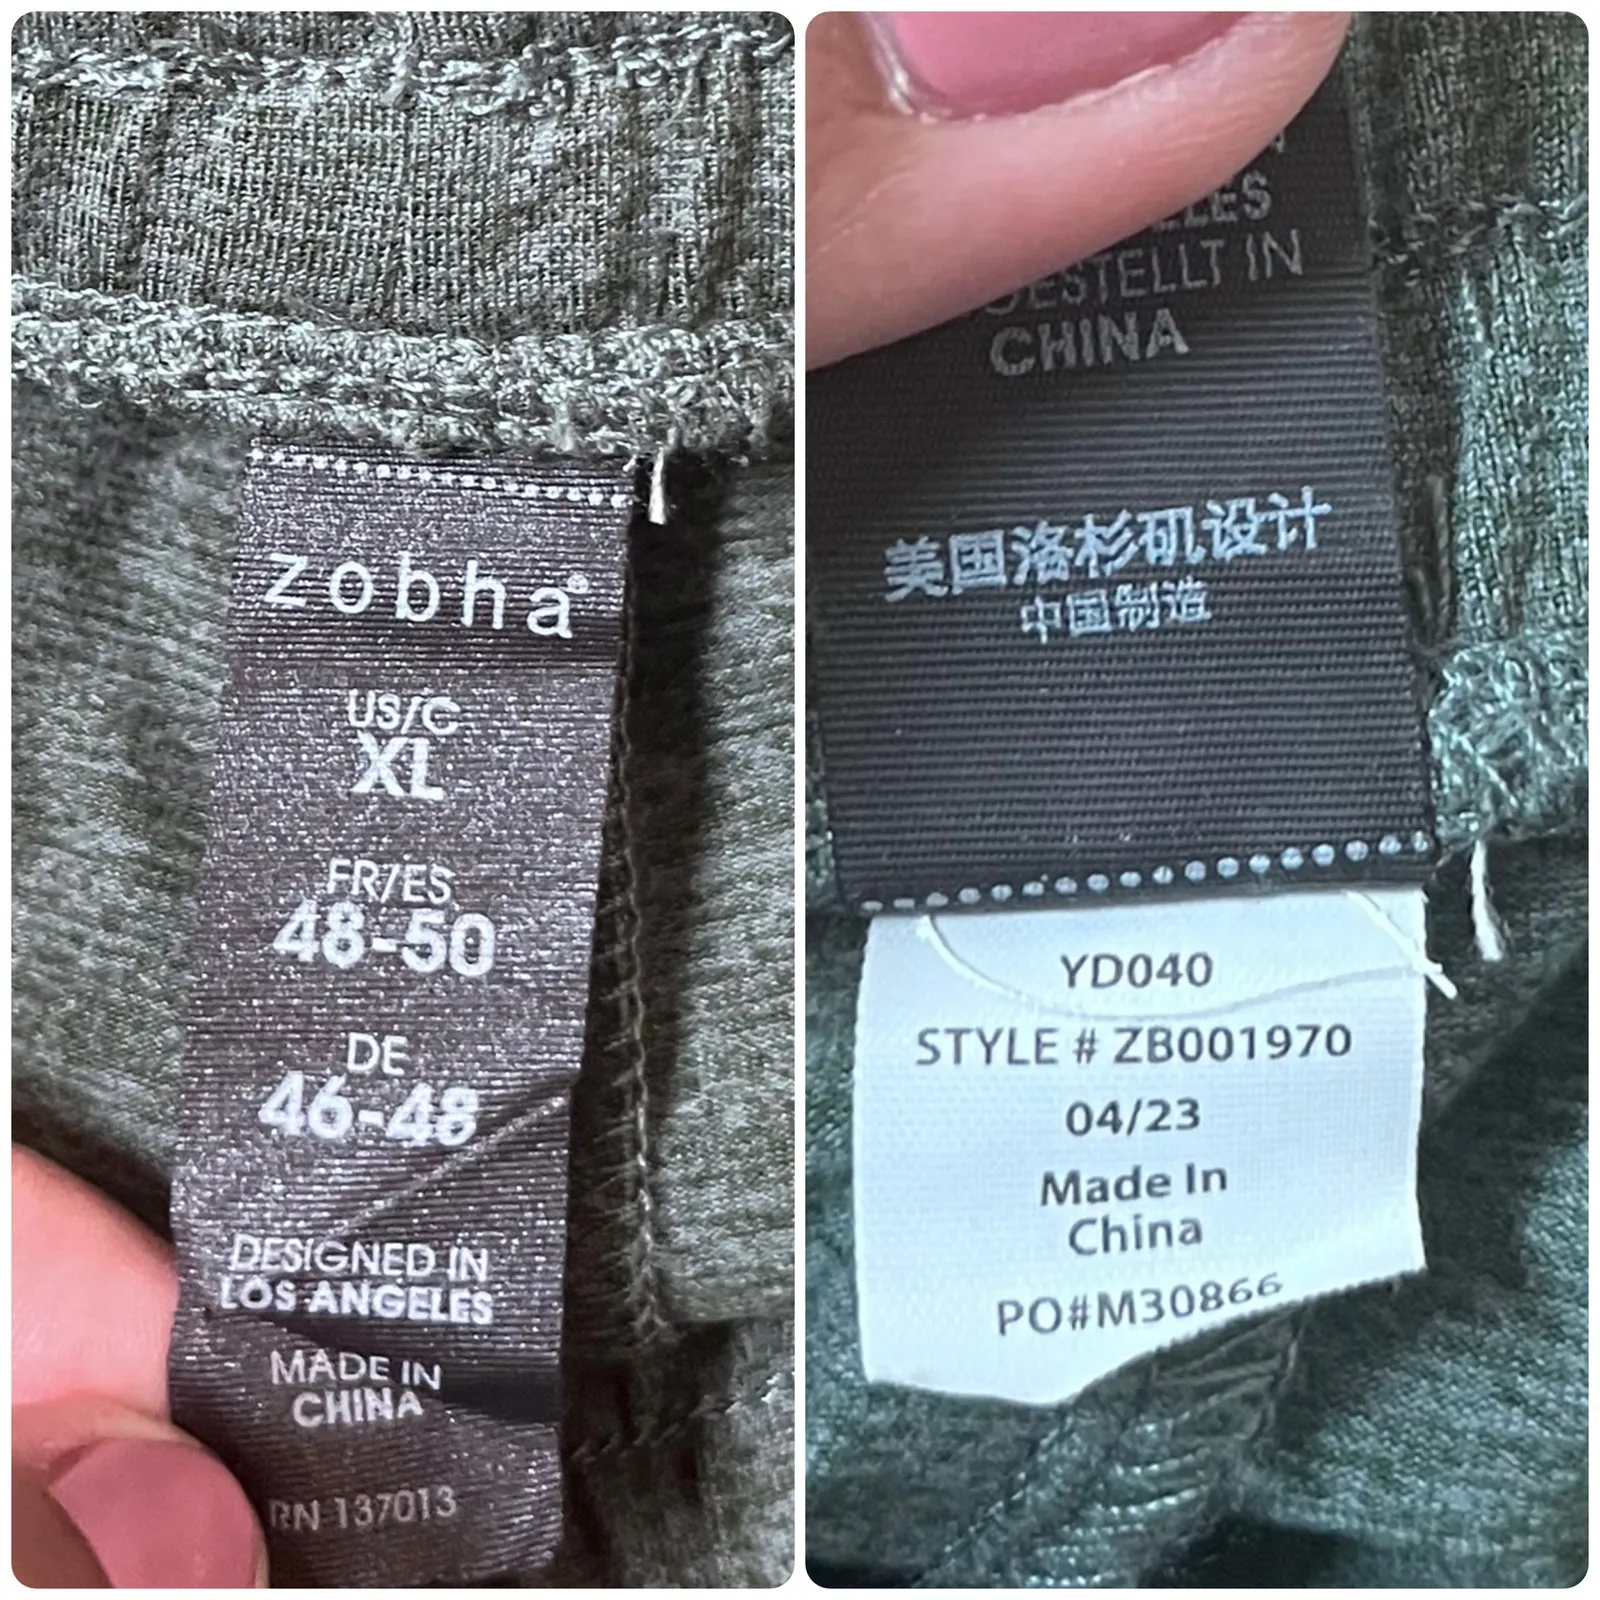 zobha®
US/C
XL
FR/ES
48-50
DE
46-48
DESIGNED IN
LOS ANGELES
MADE IN
CHINA
RN 137013
IN
CHINA
美国洛杉矶设计
中国制造
YD040
STYLE # ZB001970
04/23
Made In
China
PO#M30866